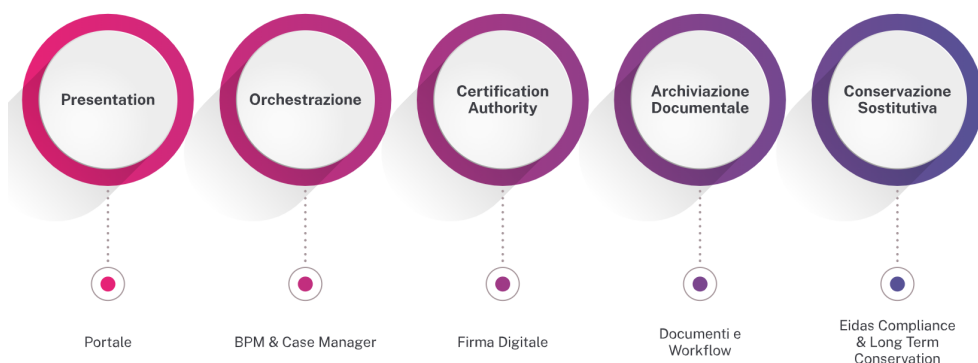 Presentation
Orchestrazione
Certification
Authority
Archiviazione
Documentale
Conservazione
Sostitutiva
Portale
BPM & Case Manager
Firma Digitale
Documenti e
Workflow
Eidas Compliance
& Long Term
Conservation